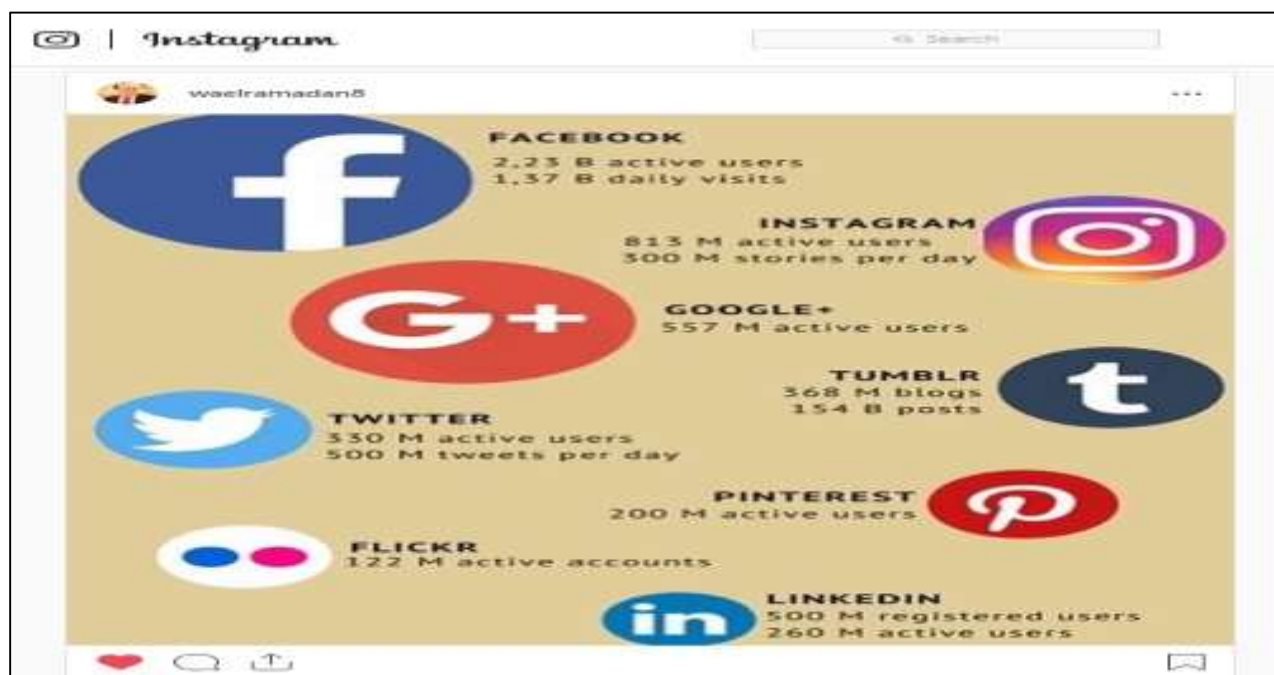 Instagram
Search
waelramadan8
FACEBOOK
2,23 B active users
1,37 B daily visits
INSTAGRAM
813 M active users
300 M stories per day
G+
GOOGLE+
557 M active users
TUMBLR
368 M blogs
154 B posts
TWITTER
330 M active users
500 M tweets per day
PINTEREST
200 M active users
FLICKR
122 M active accounts
in
LINKEDIN
500 M registered users
260 M active users